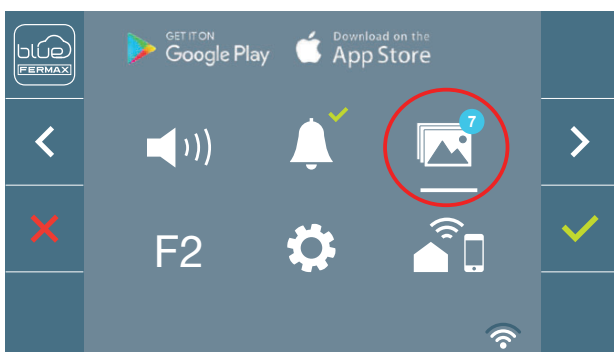 blue
FERMAX
GET IT ON
Google Play
Download on the
App Store
7
F2